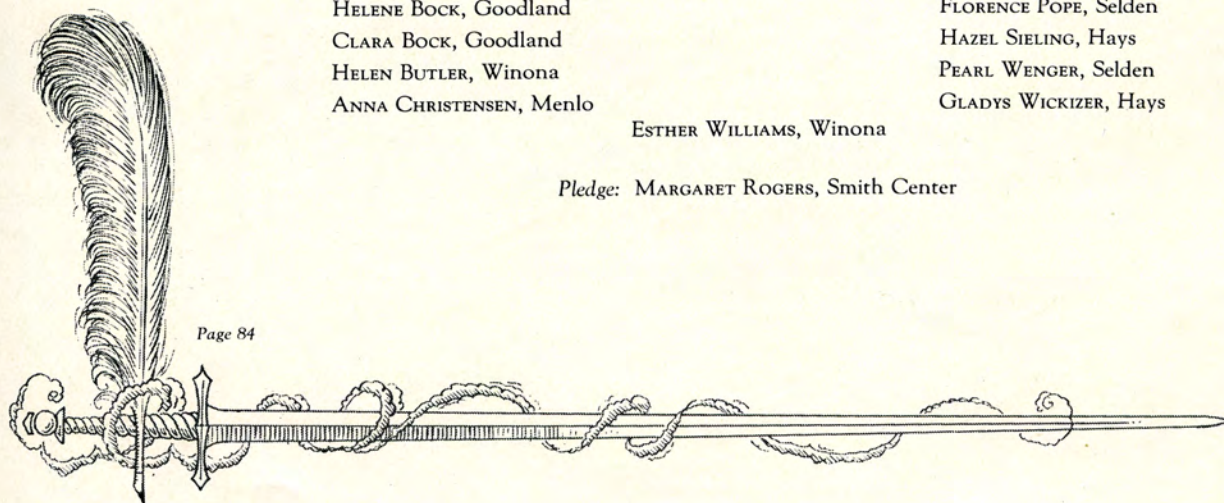 HELENE BOCK, Goodland
CLARA BOCK, Goodland
HELEN BUTLER, Winona
ANNA CHRISTENSEN, Menlo
FLORENCE POPE, Selden
HAZEL SIELING, Hays
PEARL WENGER, Selden
GLADYS WICKIZER, Hays
ESTHER WILLIAMS, Winona
Pledge: MARGARET ROGERS, Smith Center
Page 84